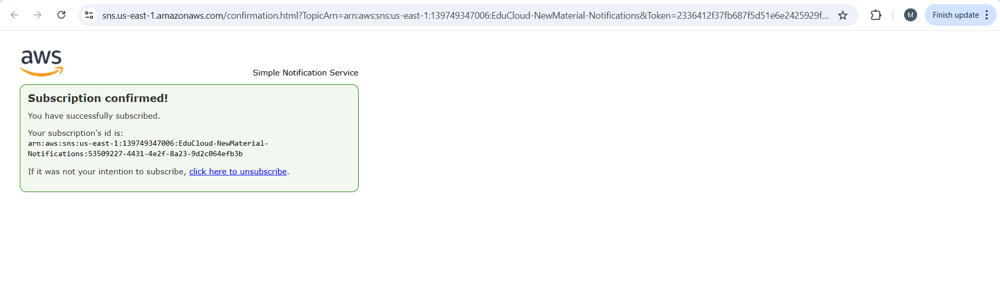 sns.us-east-1.amazonaws.com/confirmation.html?TopicArn=arn:aws:sns:us-east-1:139749347006:EduCloud-NewMaterial-Notifications&Token=2336412f37fb687f5d51e6e2425929f...
M
Finish update
aws
Simple Notification Service
Subscription confirmed!
You have successfully subscribed.
Your subscription's id is:
arn:aws:sns:us-east-1:139749347006:EduCloud-NewMaterial-
Notifications:53509227-4431-4e2f-8a23-9d2c064efb3b
If it was not your intention to subscribe, click here to unsubscribe.